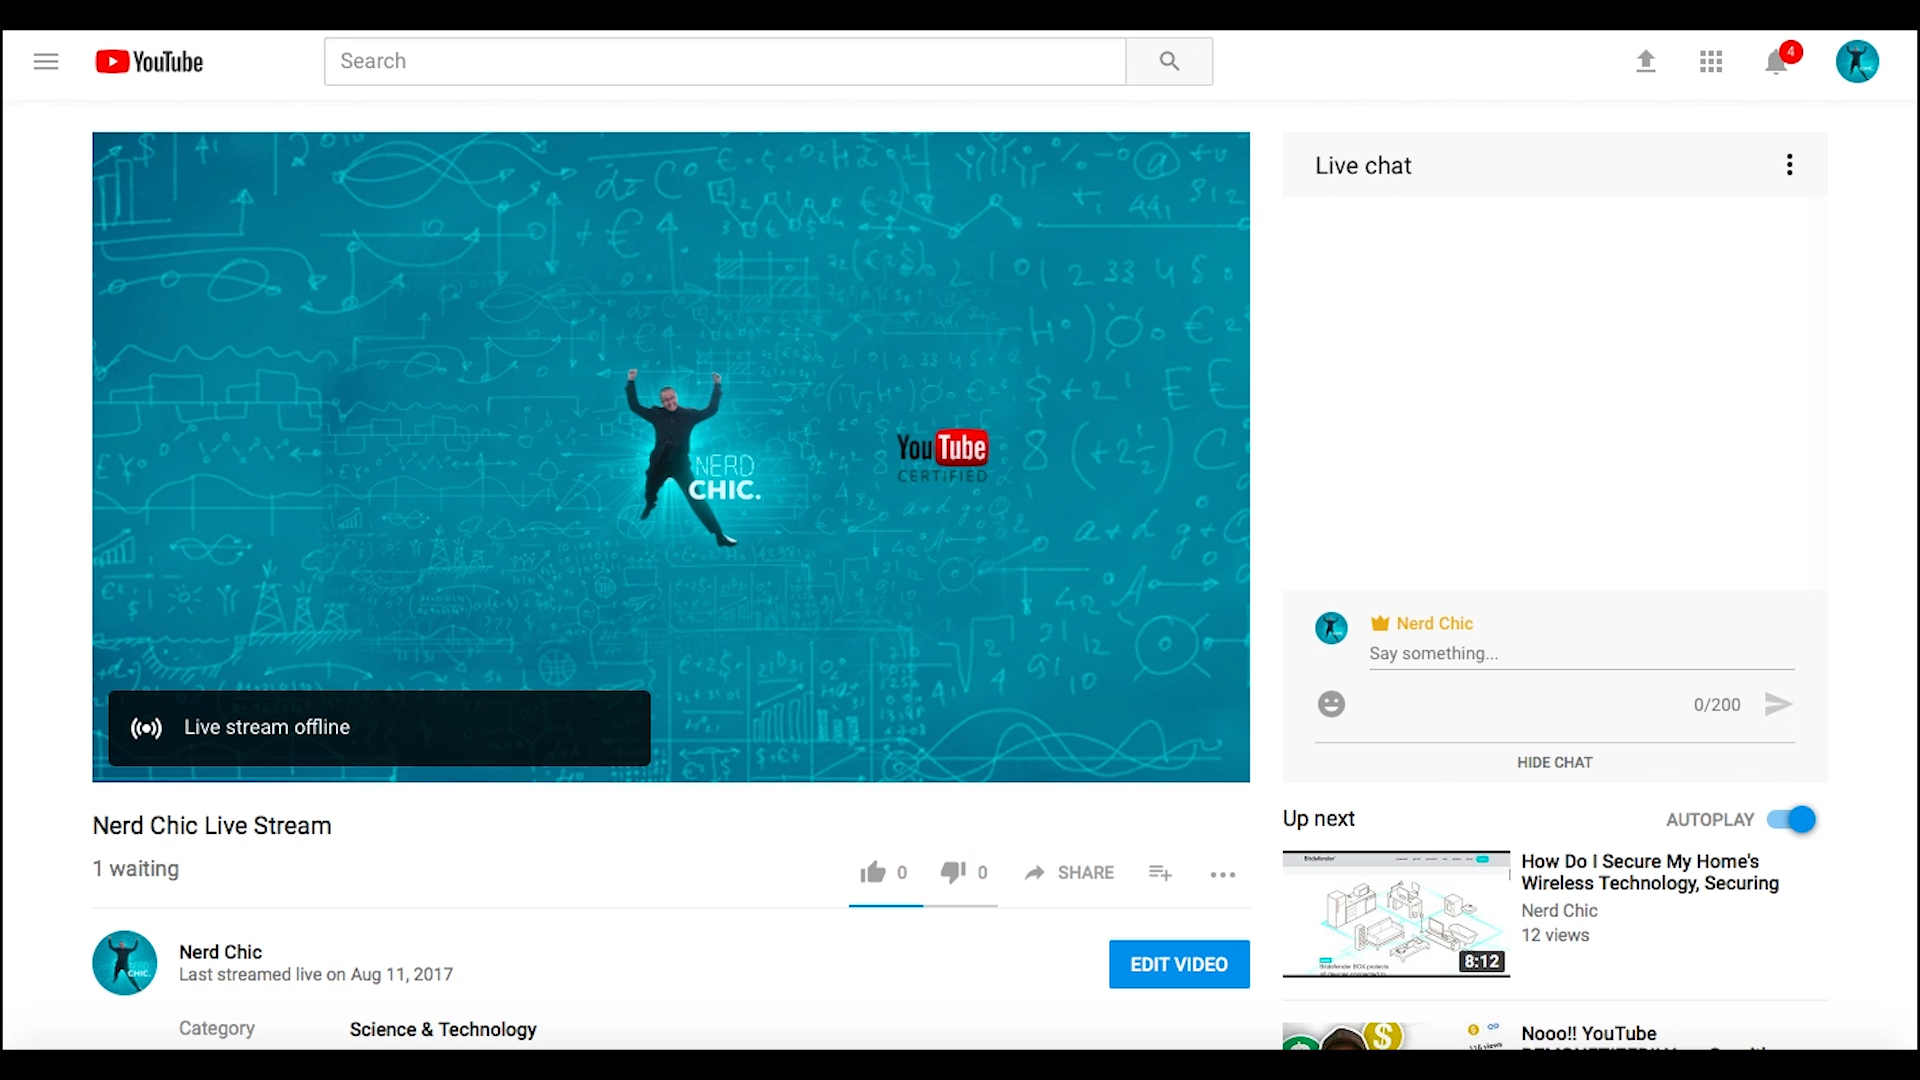 YouTube
Search
4
NERD
CHIC.
YouTube
CERTIFIED
Live stream offline
Nerd Chic Live Stream
1 waiting
0
0
SHARE
Nerd Chic
Last streamed live on Aug 11, 2017
EDIT VIDEO
Category
Science & Technology
Live chat
Nerd Chic
Say something...
0/200
HIDE CHAT
Up next
AUTOPLAY
Bitdefender
8:12
How Do I Secure My Home's
Wireless Technology, Securing
Nerd Chic
12 views
Nooo!! YouTube